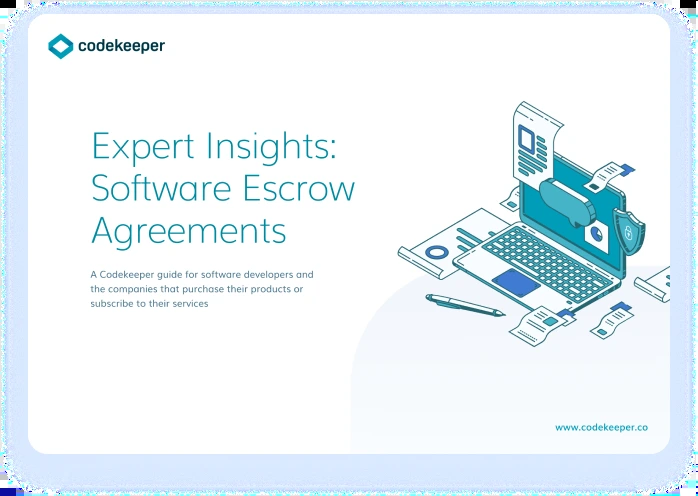 codekeeper
Expert Insights:
Software Escrow
Agreements
A Codekeeper guide for software developers and
the companies that purchase their products or
subscribe to their services
www.codekeeper.co